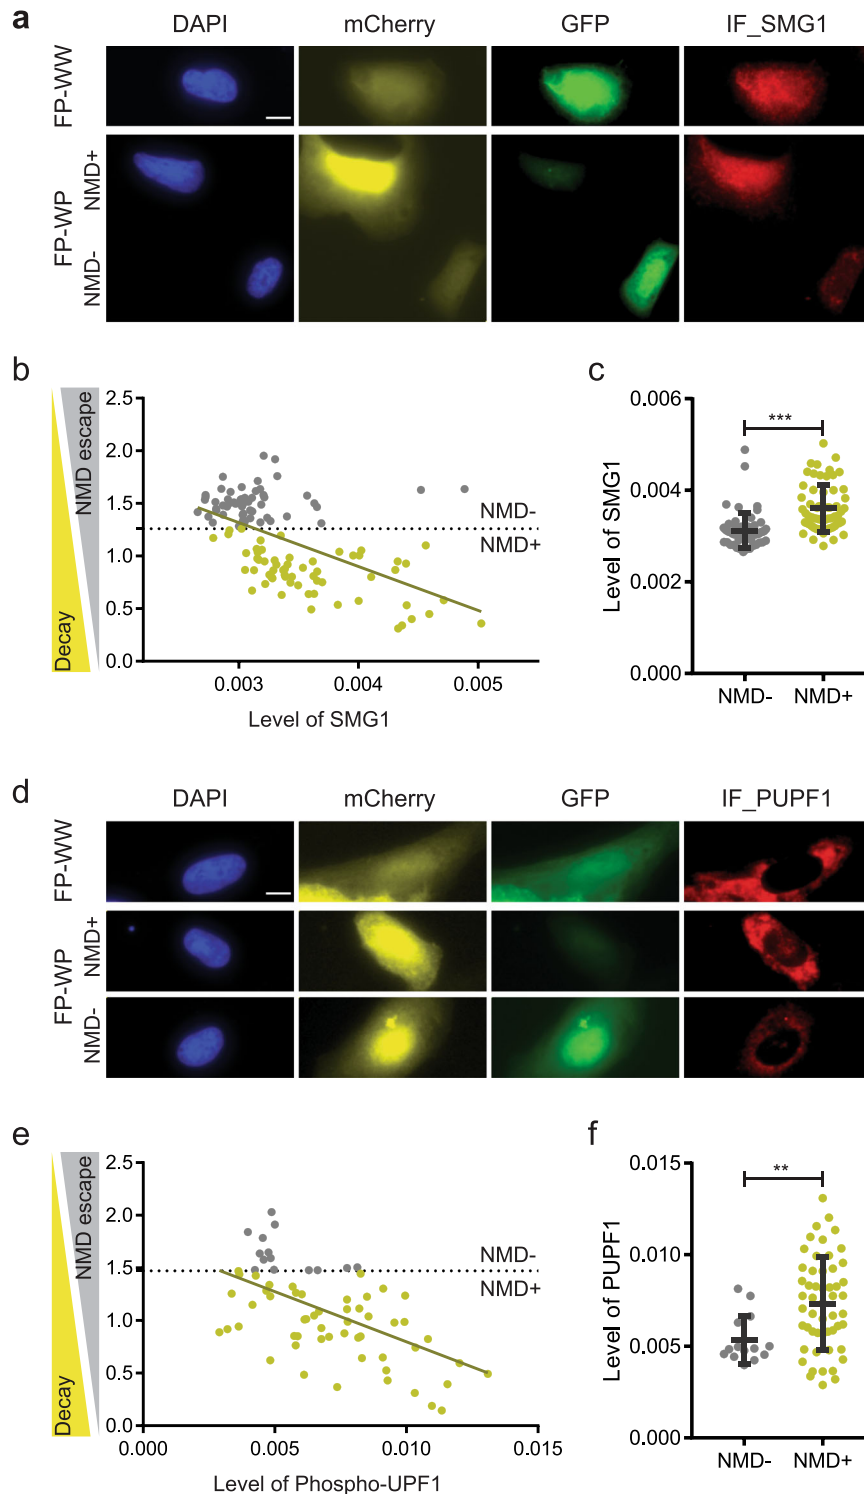 a
DAPI mCherry GFP IF_SMG1
FP-WW
FP-WP
NMD+
NMD-
b
Decay
NMD escape
2.5
2.0
1.5
1.0
0.5
0.0
NMD-
NMD+
0.003 0.004 0.005
Level of SMG1
c
Level of SMG1
0.006
0.004
0.002
0.000
***
NMD- NMD+
d
DAPI mCherry GFP IF_PUPF1
FP-WW
FP-WP
NMD+
NMD-
e
Decay
NMD escape
2.5
2.0
1.5
1.0
0.5
0.0
NMD-
NMD+
0.000 0.005 0.010 0.015
Level of Phospho-UPF1
f
Level of PUPF1
0.015
0.010
0.005
0.000
**
NMD- NMD+